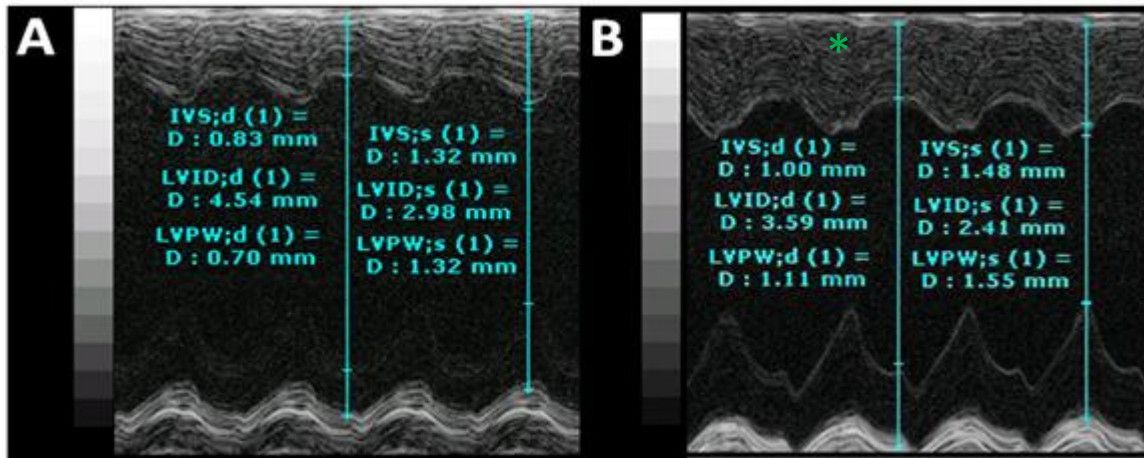 A
IVS;d (1) =
D : 0.83 mm
LVID;d (1) =
D : 4.54 mm
LVPW;d (1) =
D : 0.70 mm
IVS;s (1) =
D : 1.32 mm
LVID;s (1) =
D : 2.98 mm
LVPW;s (1) =
D : 1.32 mm
B
*
IVS;d (1) =
D : 1.00 mm
LVID;d (1) =
D : 3.59 mm
LVPW;d (1) =
D : 1.11 mm
IVS;s (1) =
D : 1.48 mm
LVID;s (1) =
D : 2.41 mm
LVPW;s (1) =
D : 1.55 mm